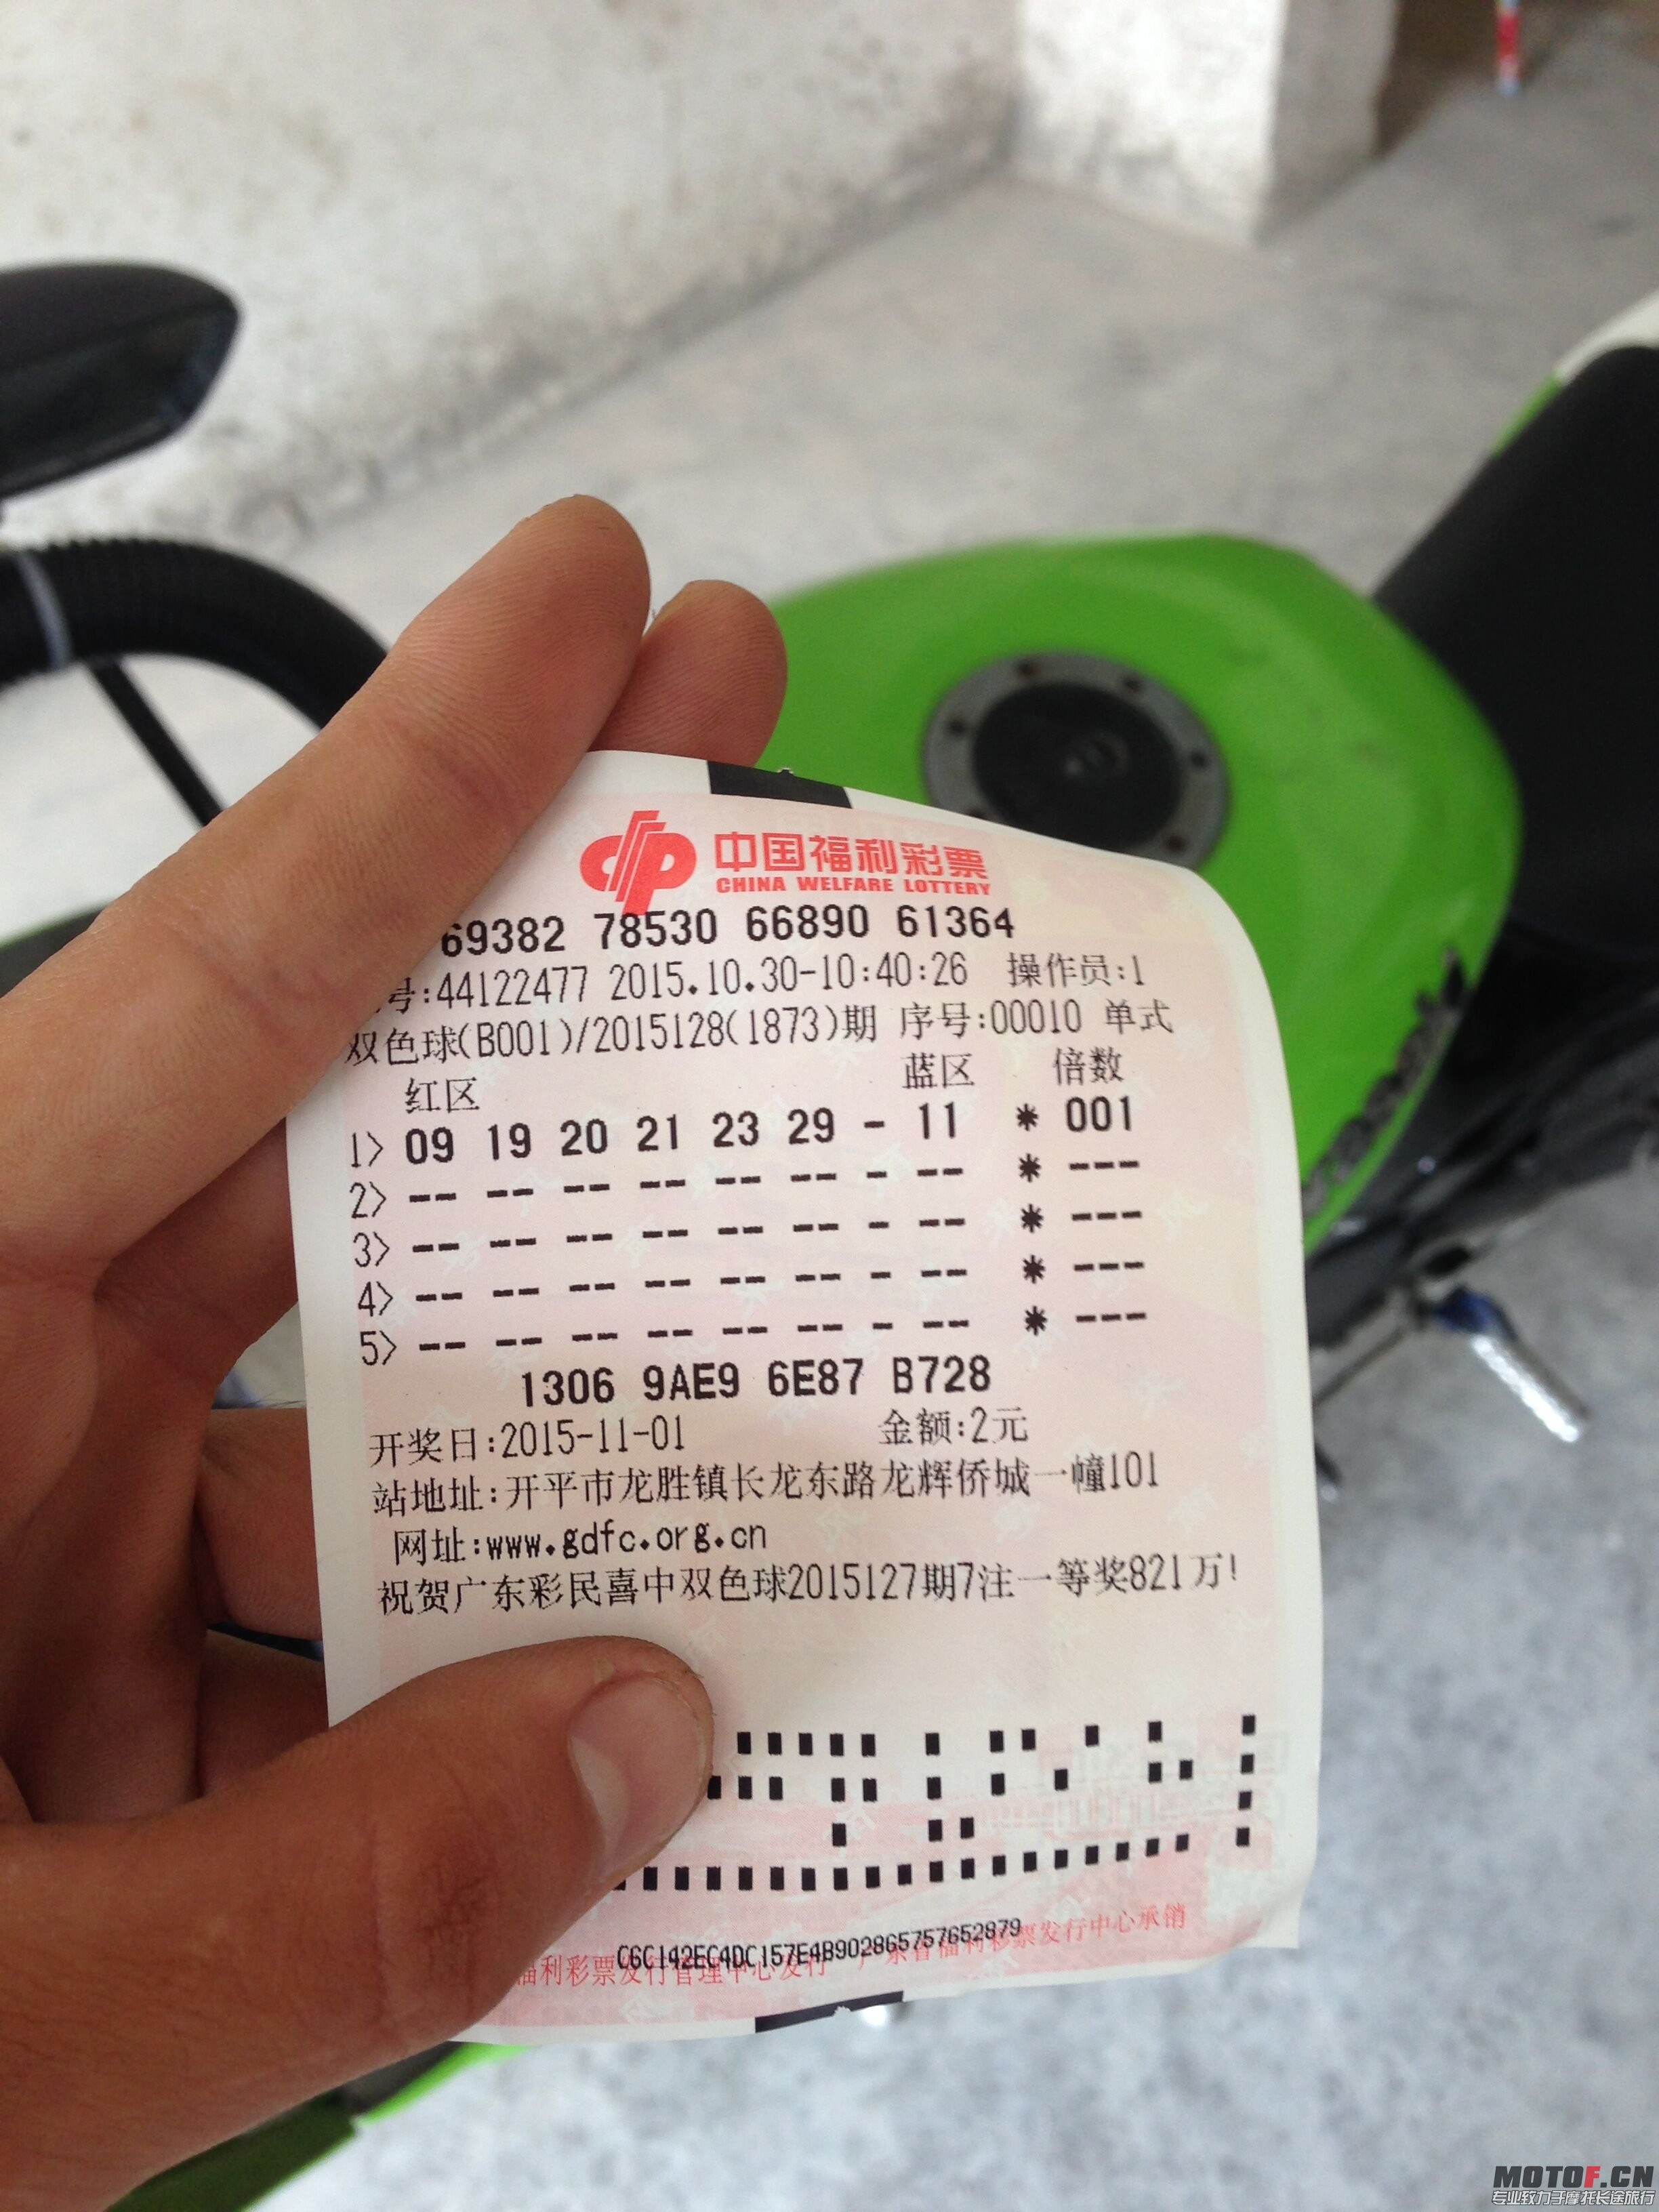 中国福利彩票
CHINA WELFARE LOTTERY
69382 78530 66890 61364
号:44122477 2015.10.30-10:40:26 操作员:1
双色球(B001)/2015128(1873)期 序号:00010 单式
红区 蓝区 倍数
1> 09 19 20 21 23 29 - 11 * 001
2> -- -- -- -- -- -- - -- * ---
3> -- -- -- -- -- -- - -- * ---
4> -- -- -- -- -- -- - -- * ---
5> -- -- -- -- -- -- - -- * ---
1306 9AE9 6E87 B728
开奖日:2015-11-01 金额:2元
站地址:开平市龙胜镇长龙东路龙辉侨城一幢101
网址:www.gdfc.org.cn
祝贺广东彩民喜中双色球2015127期7注一等奖821万!
C6C142EC4DC157E4B902865757652879
福利彩票发行管理中心发行 广东省福利彩票发行中心承销
MOTOF.CN
专业致力于摩托长途旅行